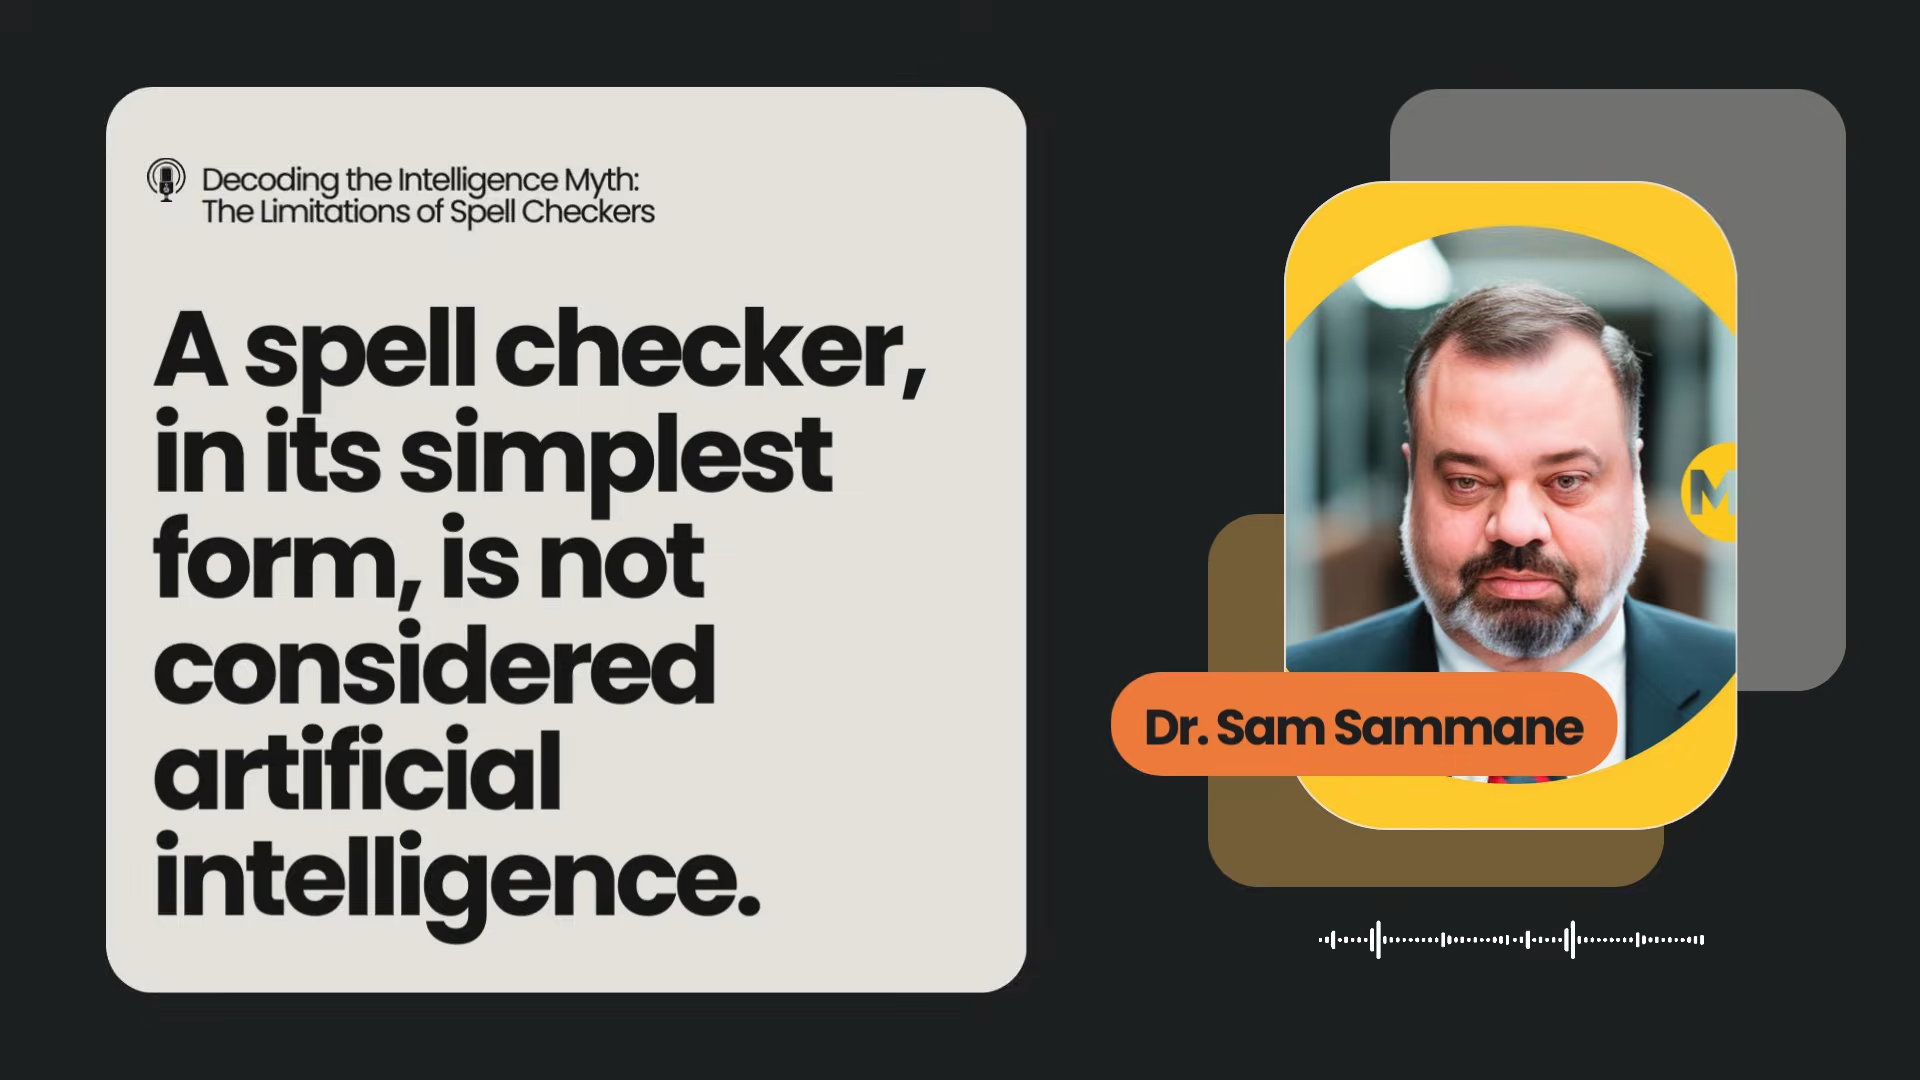 Decoding the Intelligence Myth:
The Limitations of Spell Checkers
A spell checker,
in its simplest
form, is not
considered
artificial
intelligence.
M
Dr. Sam Sammane